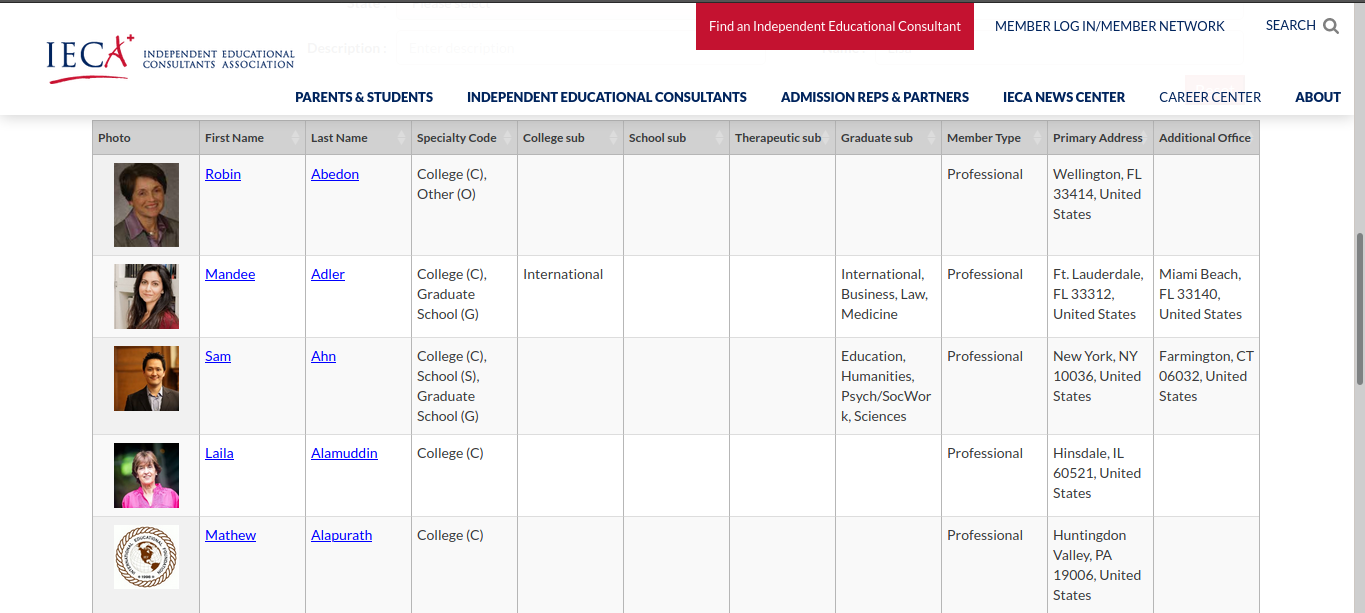 Find an Independent Educational Consultant
MEMBER LOG IN/MEMBER NETWORK
SEARCH
IECA
INDEPENDENT EDUCATIONAL
CONSULTANTS ASSOCIATION
Description :
PARENTS & STUDENTS
INDEPENDENT EDUCATIONAL CONSULTANTS
ADMISSION REPS & PARTNERS
IECA NEWS CENTER
CAREER CENTER
ABOUT
Photo First Name Last Name Specialty Code College sub School sub Therapeutic sub Graduate sub Member Type Primary Address Additional Office
Robin Abedon College (C), Professional Wellington, FL
Other (O) 33414, United
States
Mandee Adler College (C), International International, Professional Ft. Lauderdale, Miami Beach,
Graduate Business, Law, FL 33312, FL 33140,
School (G) Medicine United States United States
Sam Ahn College (C), Education, Professional New York, NY Farmington, CT
School (S), Humanities, 10036, United 06032, United
Graduate Psych/SocWor States States
School (G) k, Sciences
Laila Alamuddin College (C) Professional Hinsdale, IL
60521, United
States
Mathew Alapurath College (C) Professional Huntingdon
Valley, PA
19006, United
States
INTERNATIONAL EDUCATIONAL FOUNDATION